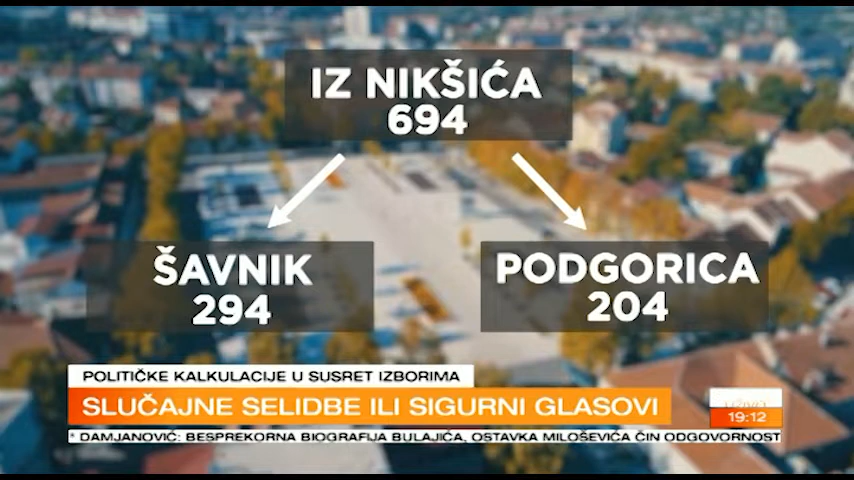 IZ NIKŠIĆA
694
ŠAVNIK
294
PODGORICA
204
POLITIČKE KALKULACIJE U SUSRET IZBORIMA
SLUČAJNE SELIDBE ILI SIGURNI GLASOVI
UŽIVO
19:12
* DAMJANOVIĆ: BESPREKORNA BIOGRAFIJA BULAJIĆA, OSTAVKA MILOŠEVIĆA ČIN ODGOVORNOST